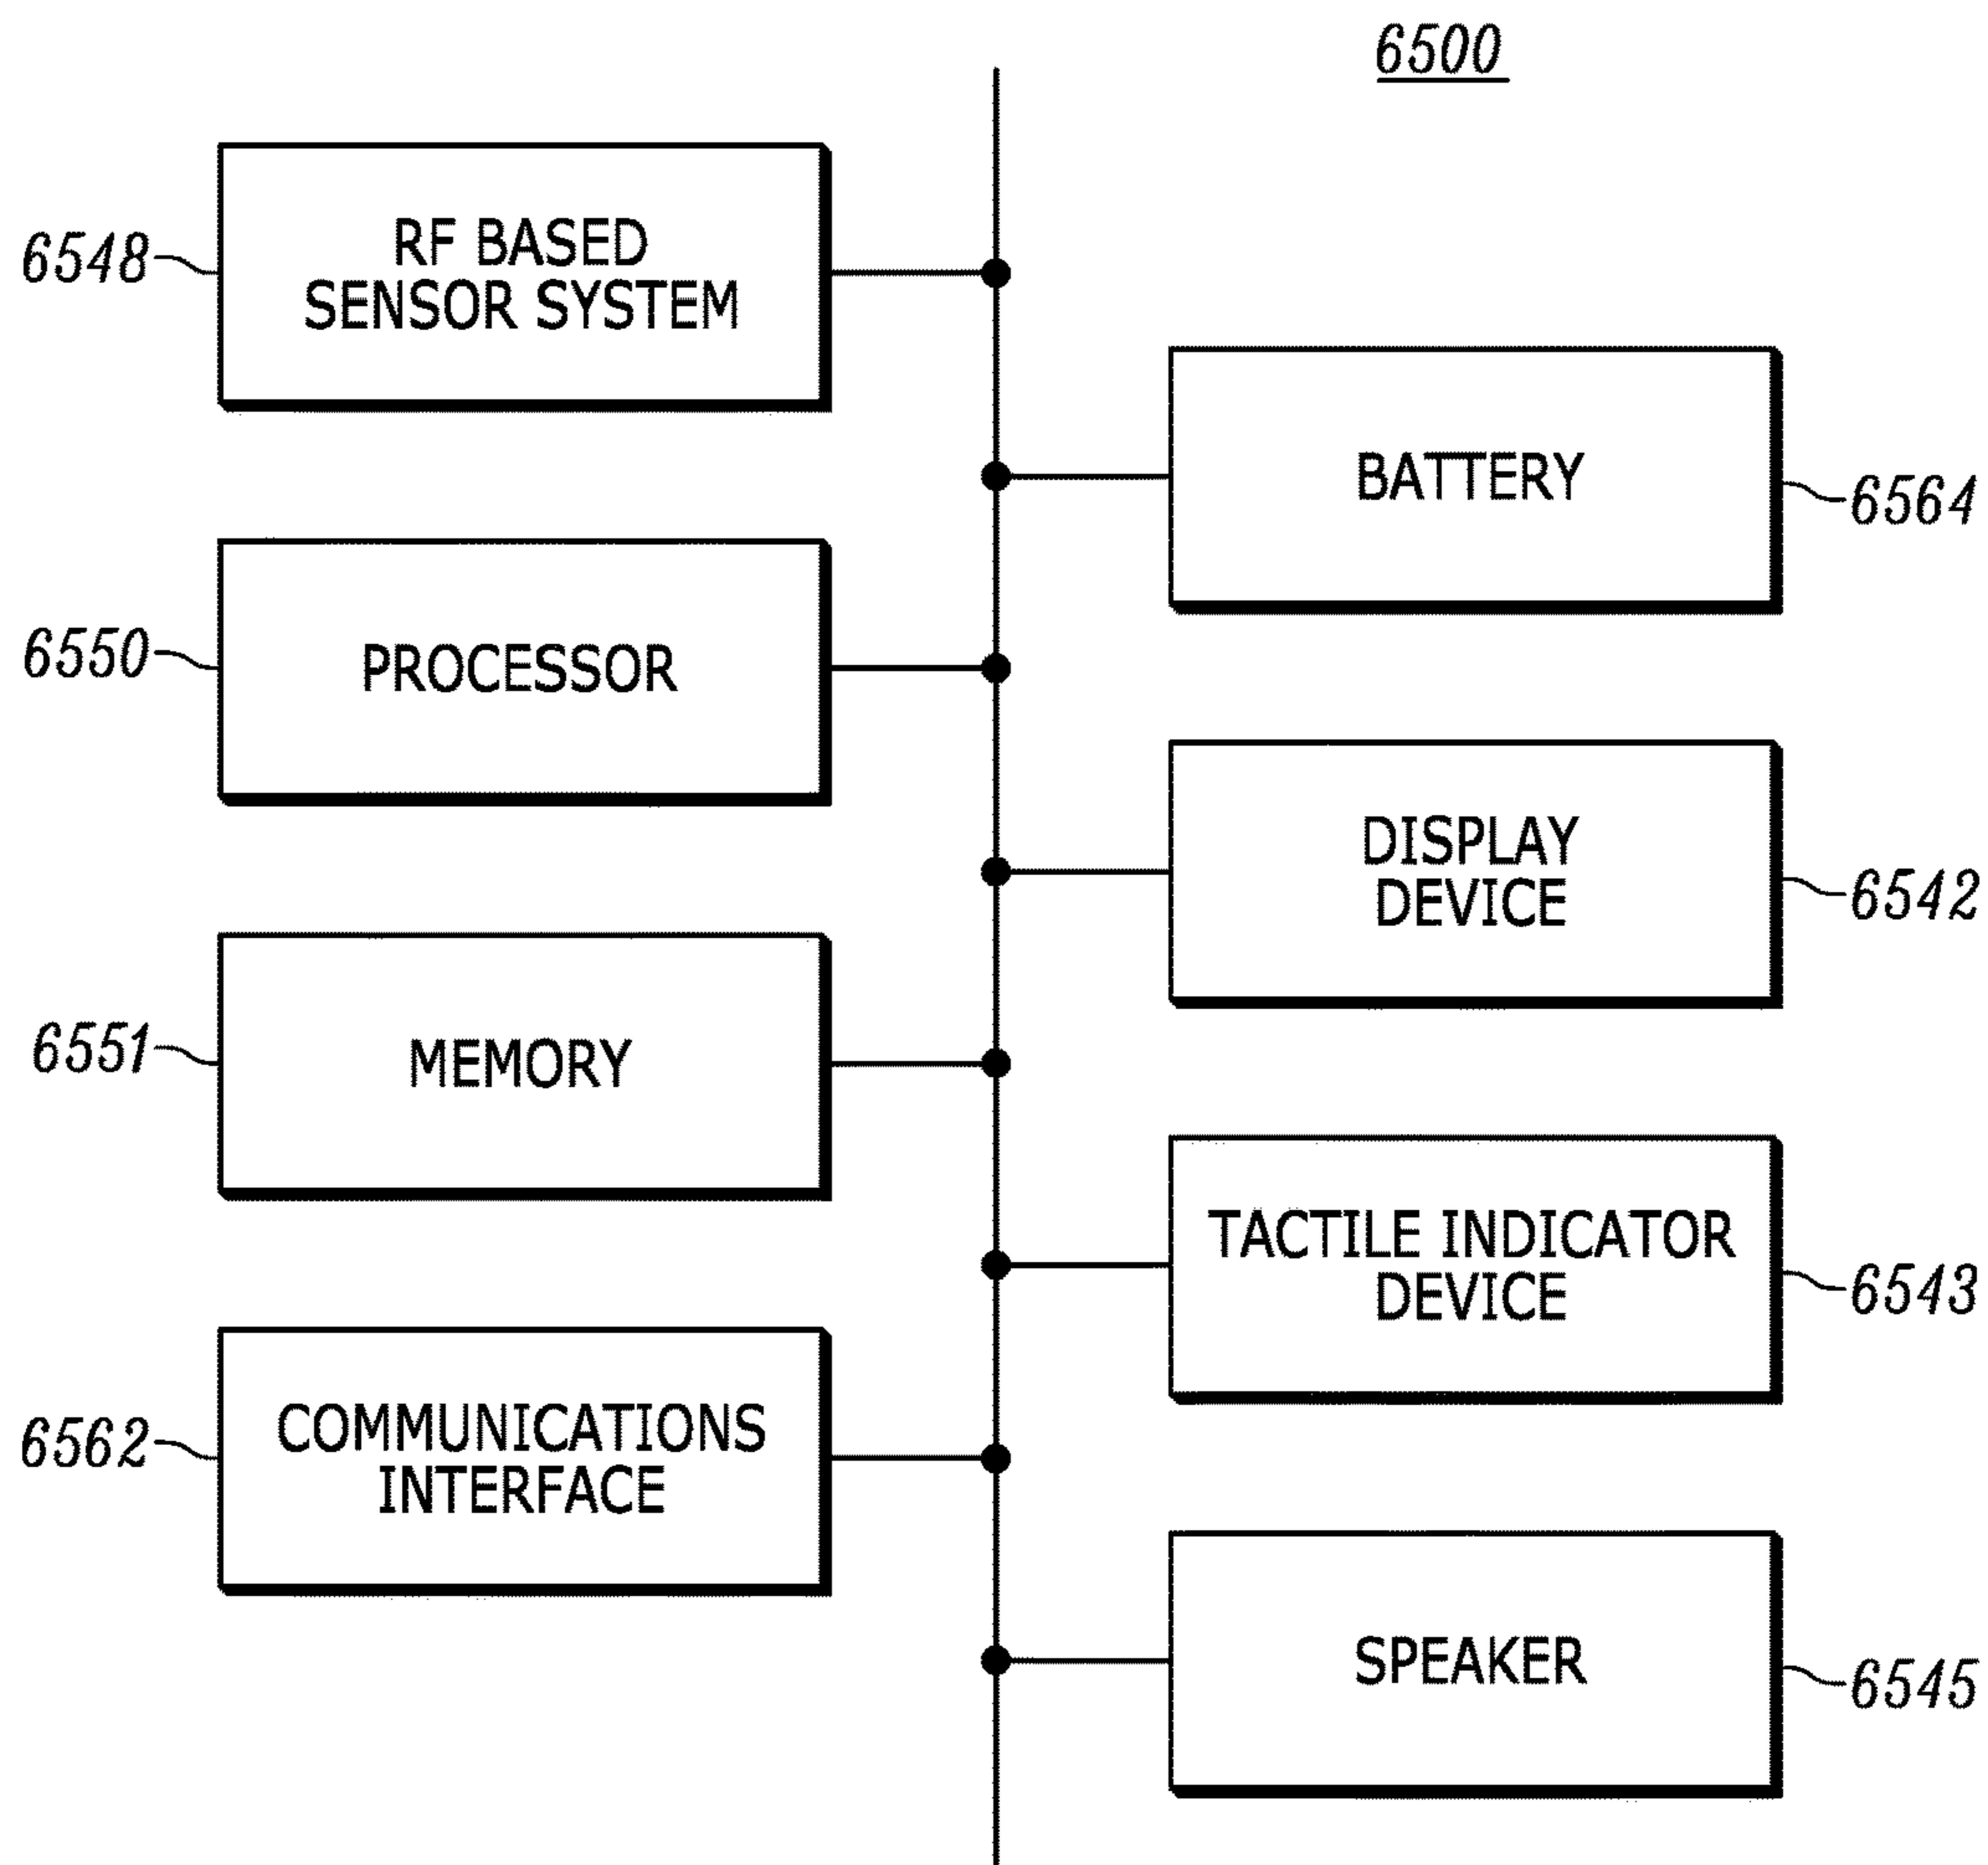 6500
6548
RF BASED
SENSOR SYSTEM
BATTERY
6564
6550
PROCESSOR
DISPLAY
DEVICE
6542
6551
MEMORY
TACTILE INDICATOR
DEVICE
6543
6562
COMMUNICATIONS
INTERFACE
SPEAKER
6545